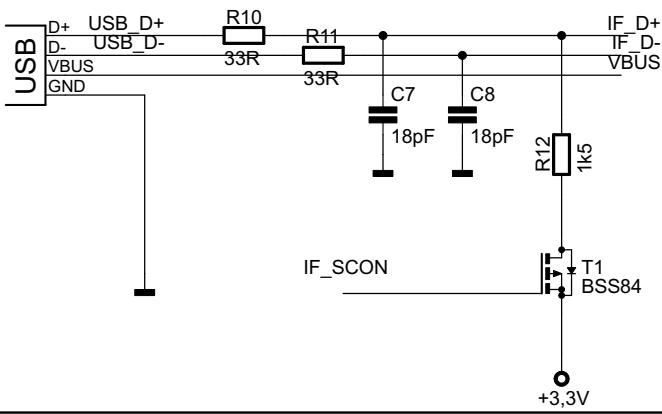 USB
D+ USB_D+
D- USB_D-
VBUS
GND
R10
33R
R11
33R
IF_D+
IF_D-
VBUS
C7
18pF
C8
18pF
R12
1k5
IF_SCON
T1
BSS84
+3,3V